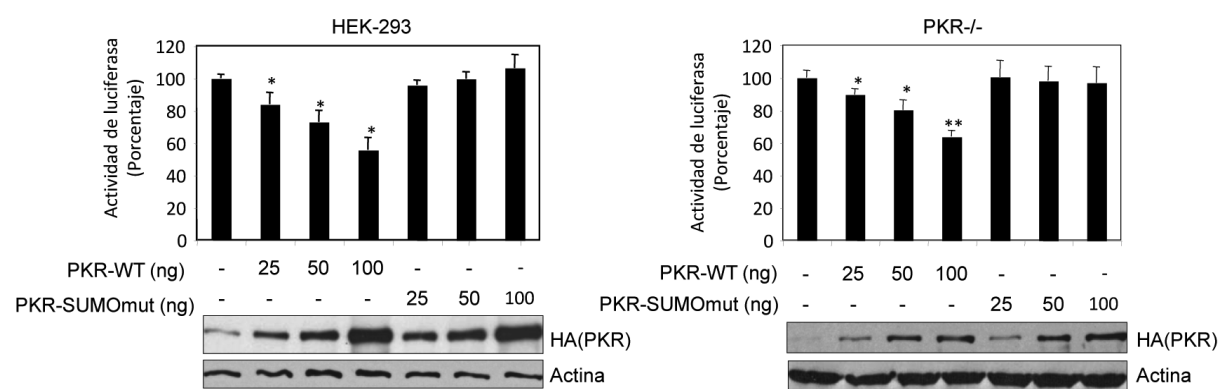 HEK-293
Actividad de luciferasa
(Porcentaje)
120
100
80
60
40
20
0
* * *
PKR-WT (ng) - 25 50 100 - - -
PKR-SUMOmut (ng) - - - - 25 50 100
HA(PKR)
Actina
PKR-/-
Actividad de luciferasa
(Porcentaje)
120
100
80
60
40
20
0
* * **
PKR-WT (ng) - 25 50 100 - - -
PKR-SUMOmut (ng) - - - - 25 50 100
HA(PKR)
Actina